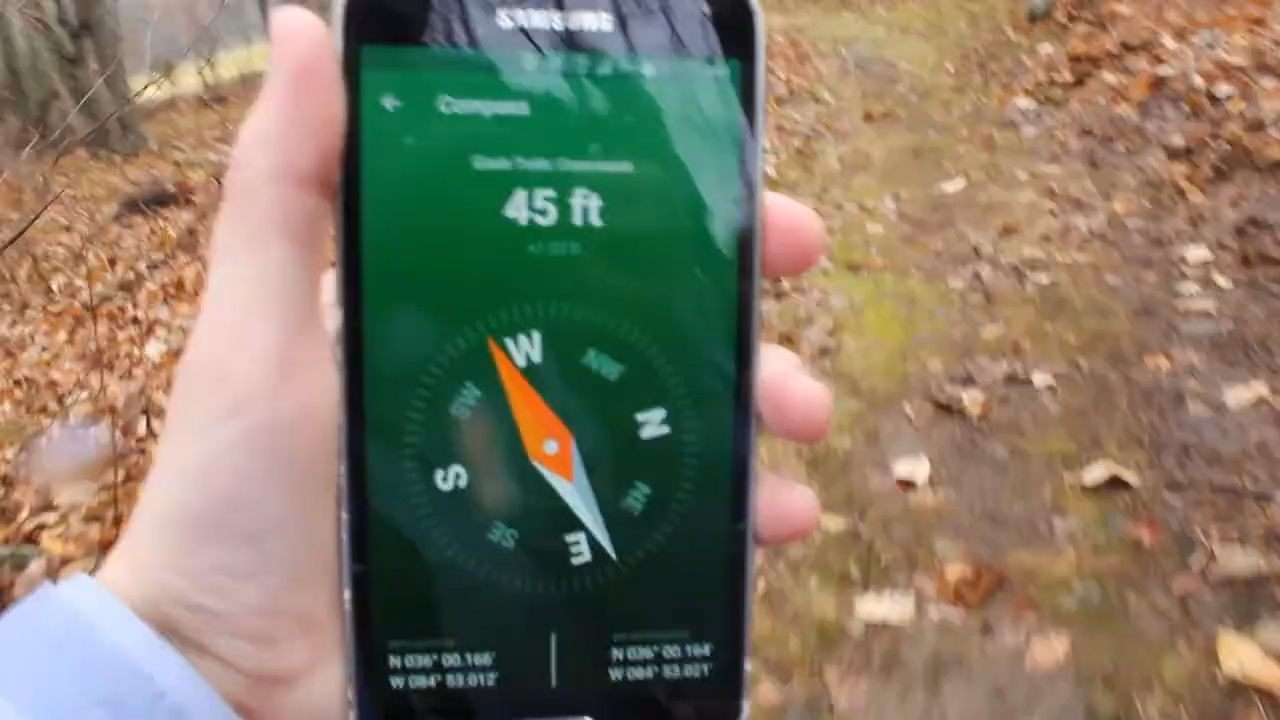 SAMSUNG
Compass
45 ft
W
NW
SW
N
S
NE
SE
E
N 036° 00.166'
W 084° 53.012'
N 036° 00.164'
W 084° 53.021'